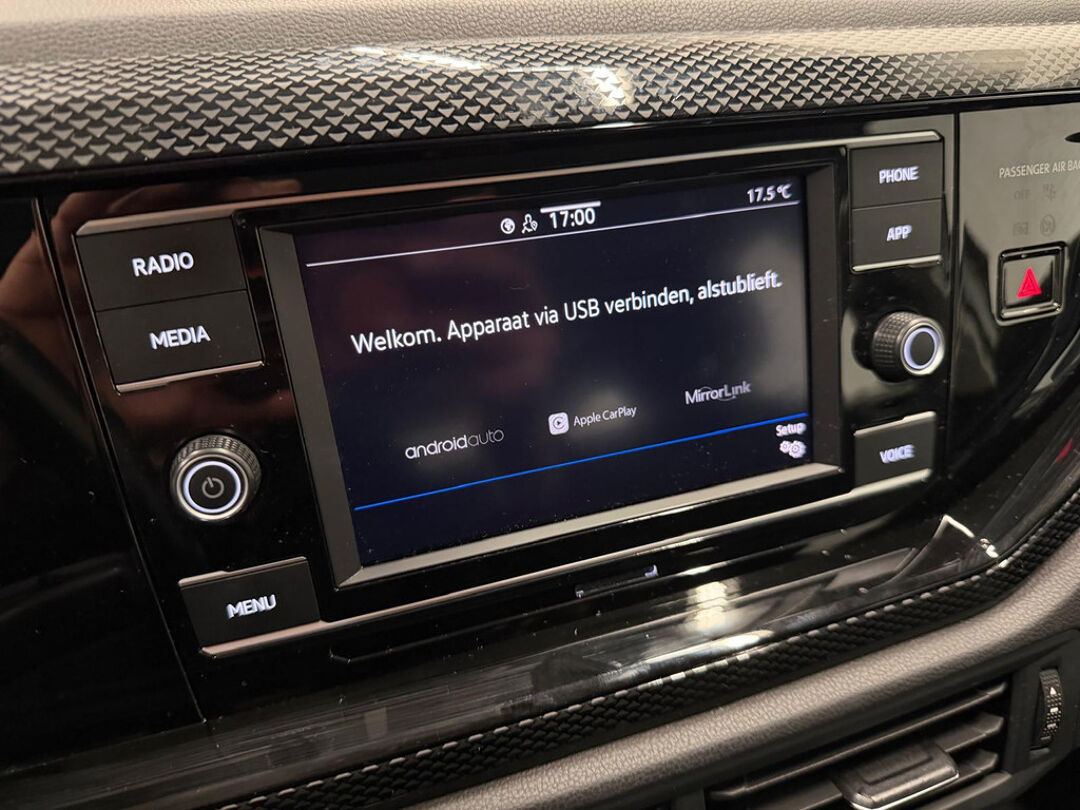 PASSENGER AIR BAG
PHONE
17.5°C
17:00
APP
RADIO
MEDIA
Welkom. Apparaat via USB verbinden, alstublieft.
MirrorLink
Apple CarPlay
androidauto
Setup
VOICE
MENU